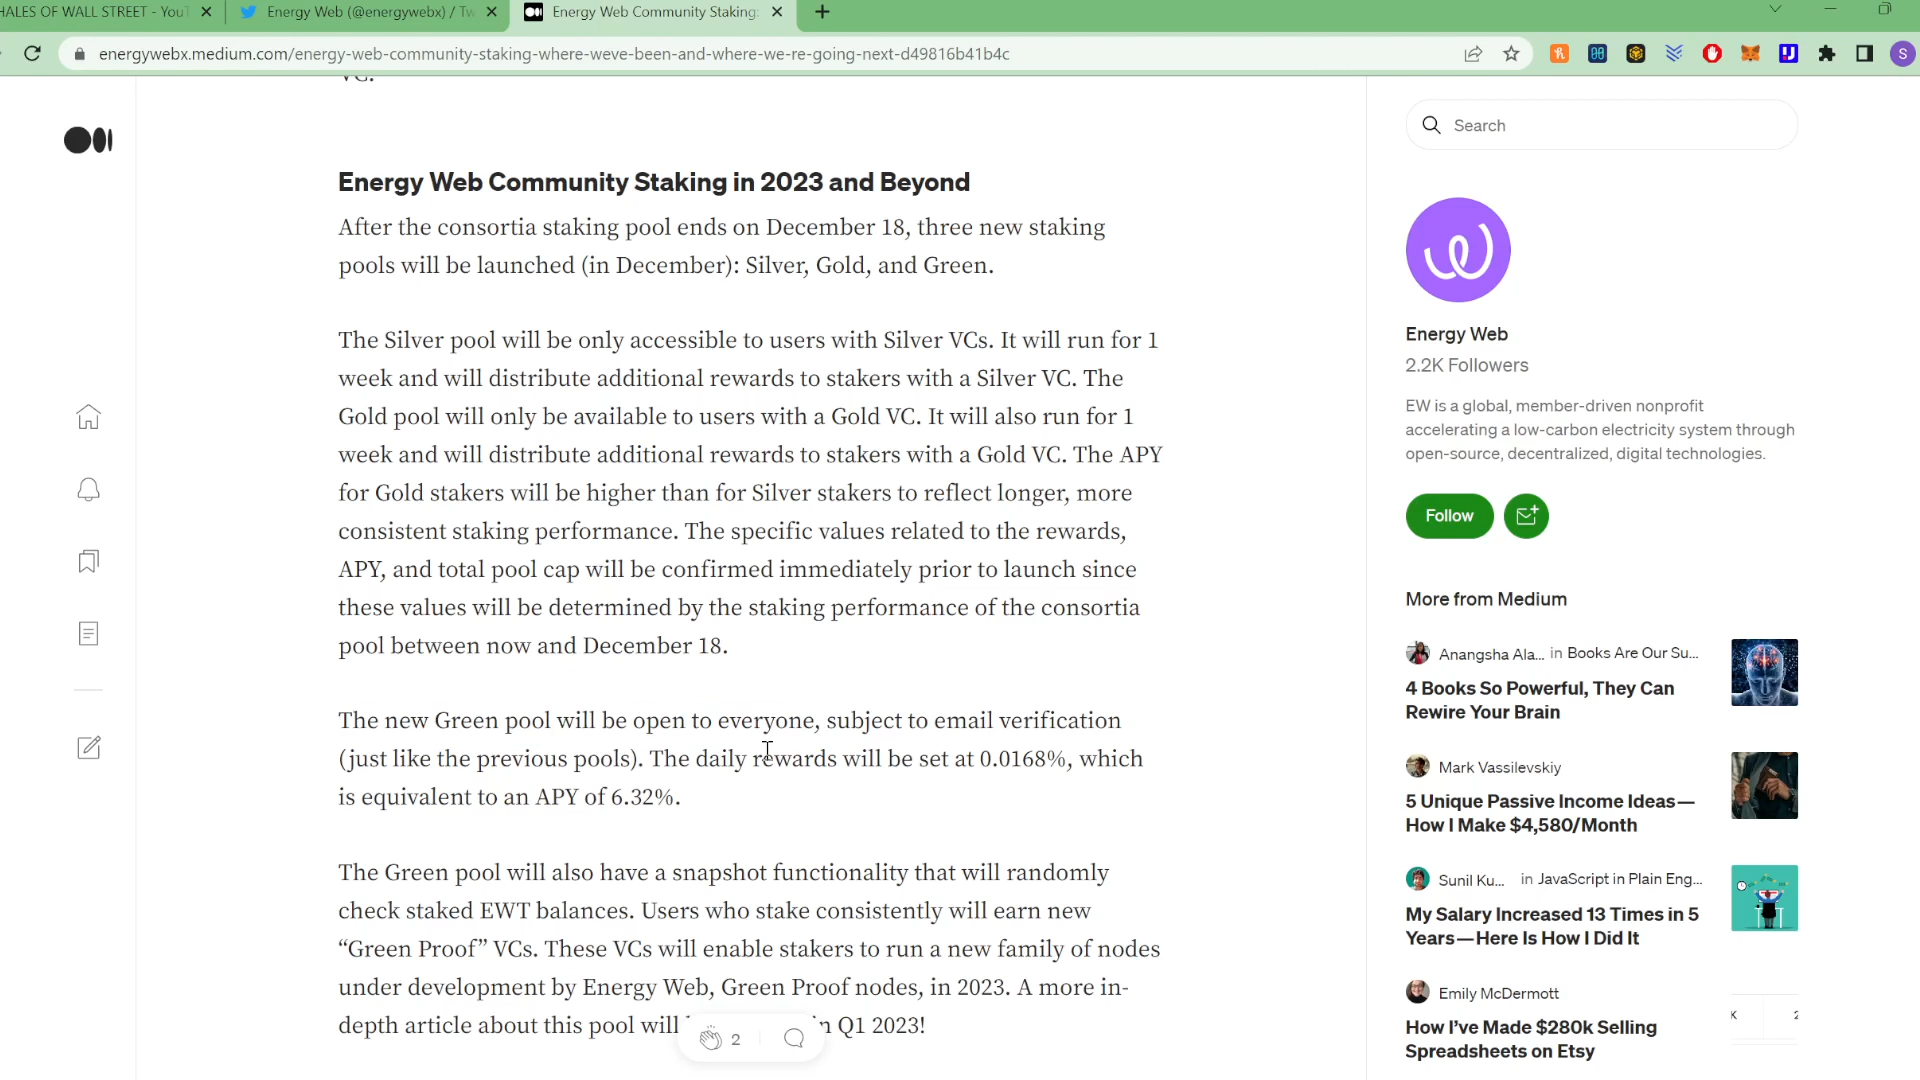 HALES OF WALL STREET - YouT
Energy Web (@energywebx) / Tw
Energy Web Community Staking:
energywebx.medium.com/energy-web-community-staking-where-weve-been-and-where-we-re-going-next-d49816b41b4c
S
VC.
Energy Web Community Staking in 2023 and Beyond
After the consortia staking pool ends on December 18, three new staking
pools will be launched (in December): Silver, Gold, and Green.
The Silver pool will be only accessible to users with Silver VCs. It will run for 1
week and will distribute additional rewards to stakers with a Silver VC. The
Gold pool will only be available to users with a Gold VC. It will also run for 1
week and will distribute additional rewards to stakers with a Gold VC. The APY
for Gold stakers will be higher than for Silver stakers to reflect longer, more
consistent staking performance. The specific values related to the rewards,
APY, and total pool cap will be confirmed immediately prior to launch since
these values will be determined by the staking performance of the consortia
pool between now and December 18.
The new Green pool will be open to everyone, subject to email verification
(just like the previous pools). The daily rewards will be set at 0.0168%, which
is equivalent to an APY of 6.32%.
The Green pool will also have a snapshot functionality that will randomly
check staked EWT balances. Users who stake consistently will earn new
“Green Proof” VCs. These VCs will enable stakers to run a new family of nodes
under development by Energy Web, Green Proof nodes, in 2023. A more in-
depth article about this pool will in Q1 2023!
2
Search
Energy Web
2.2K Followers
EW is a global, member-driven nonprofit
accelerating a low-carbon electricity system through
open-source, decentralized, digital technologies.
Follow
More from Medium
Anangsha Ala... in Books Are Our Su...
4 Books So Powerful, They Can
Rewire Your Brain
Mark Vassilevskiy
5 Unique Passive Income Ideas—
How I Make $4,580/Month
Sunil Ku... in JavaScript in Plain Eng...
My Salary Increased 13 Times in 5
Years—Here Is How I Did It
Emily McDermott
How I’ve Made $280k Selling
Spreadsheets on Etsy